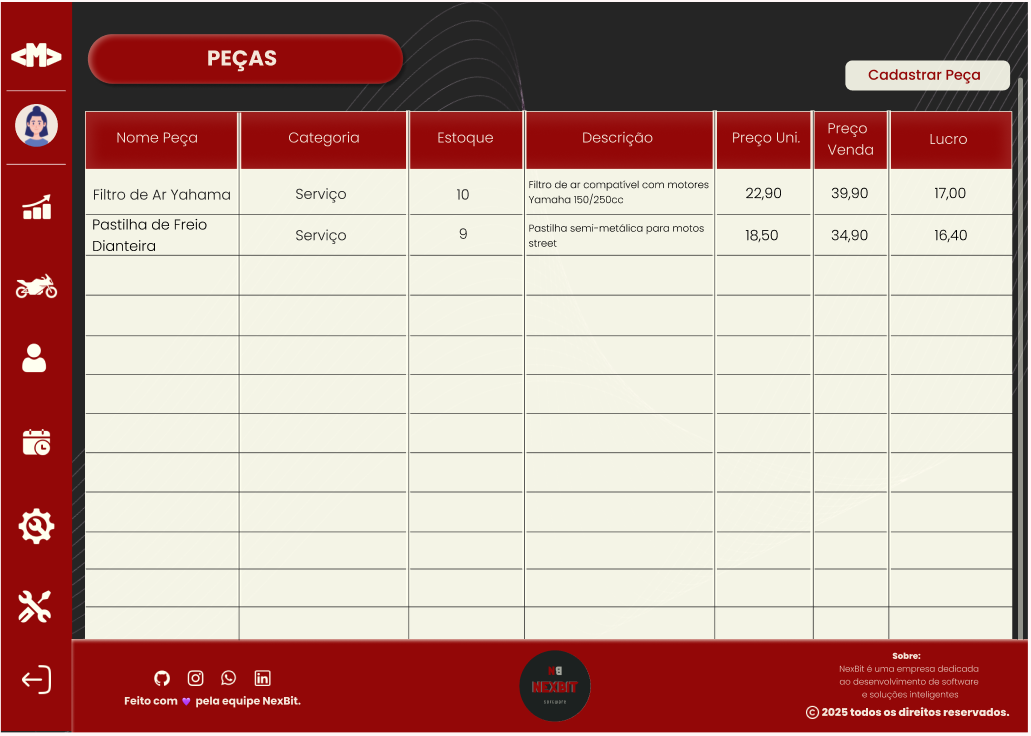 <M>
PEÇAS
Cadastrar Peça
Nome Peça
Categoria
Estoque
Descrição
Preço Uni.
Preço
Venda
Lucro
Filtro de Ar Yahama
Serviço
10
Filtro de ar compatível com motores
Yamaha 150/250cc
22,90
39,90
17,00
Pastilha de Freio
Dianteira
Serviço
9
Pastilha semi-metálica para motos
street
18,50
34,90
16,40
Feito com 💜 pela equipe NexBit.
NB
NEXBIT
SOFTWARE
Sobre:
NexBit é uma empresa dedicada
ao desenvolvimento de software
e soluções inteligentes
© 2025 todos os direitos reservados.